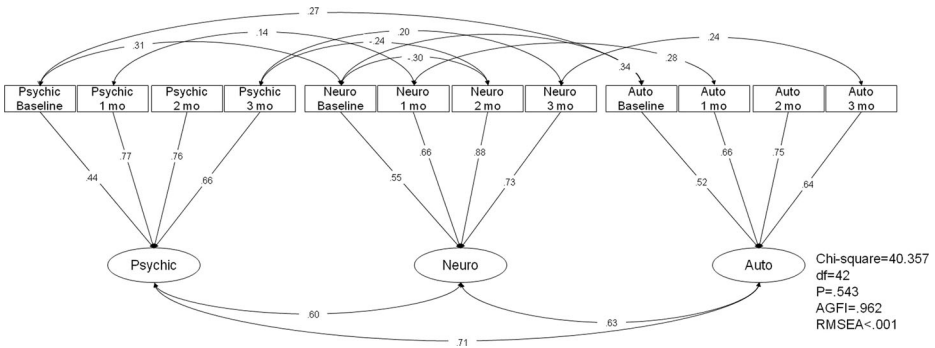 .27
.31
.14
.20
-.24
-.30
.34
.28
.24
Psychic
Baseline
Psychic
1 mo
Psychic
2 mo
Psychic
3 mo
Neuro
Baseline
Neuro
1 mo
Neuro
2 mo
Neuro
3 mo
Auto
Baseline
Auto
1 mo
Auto
2 mo
Auto
3 mo
.44
.77
.76
.66
.55
.66
.88
.73
.52
.66
.75
.64
Psychic
Neuro
Auto
.60
.63
.71
Chi-square=40.357
df=42
P=.543
AGFI=.962
RMSEA<.001